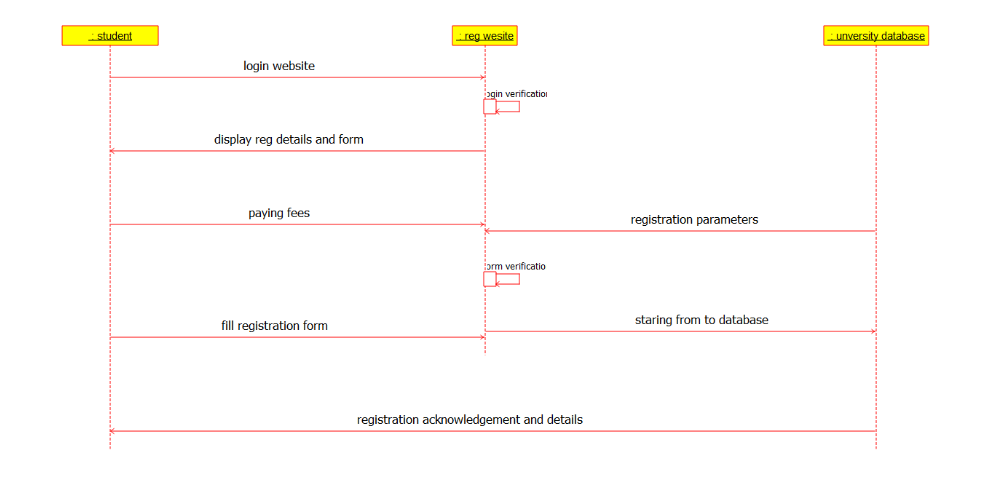 : student
: reg wesite
: unversity database
login website
ogin verification
display reg details and form
paying fees
registration parameters
orm verificatio
fill registration form
staring from to database
registration acknowledgement and details